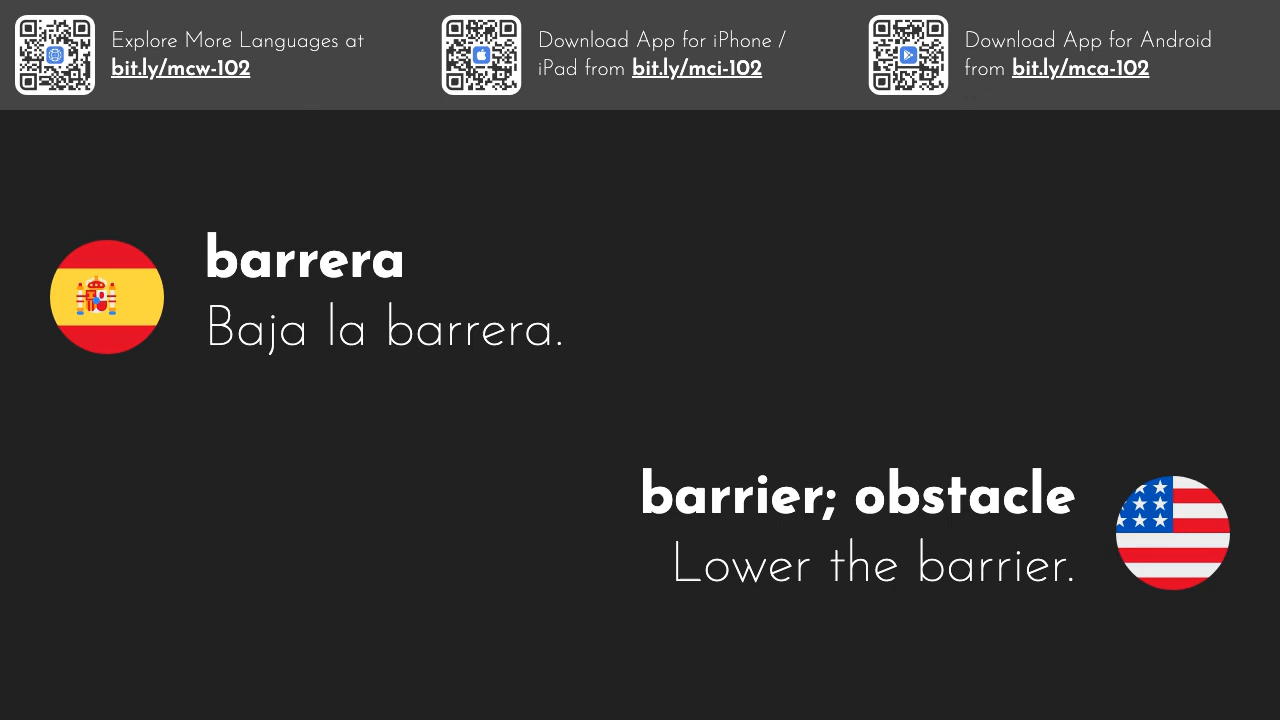 Explore More Languages at
bit.ly/mcw-102
Download App for iPhone /
iPad from bit.ly/mci-102
Download App for Android
from bit.ly/mca-102
barrera
Baja la barrera.
barrier; obstacle
Lower the barrier.